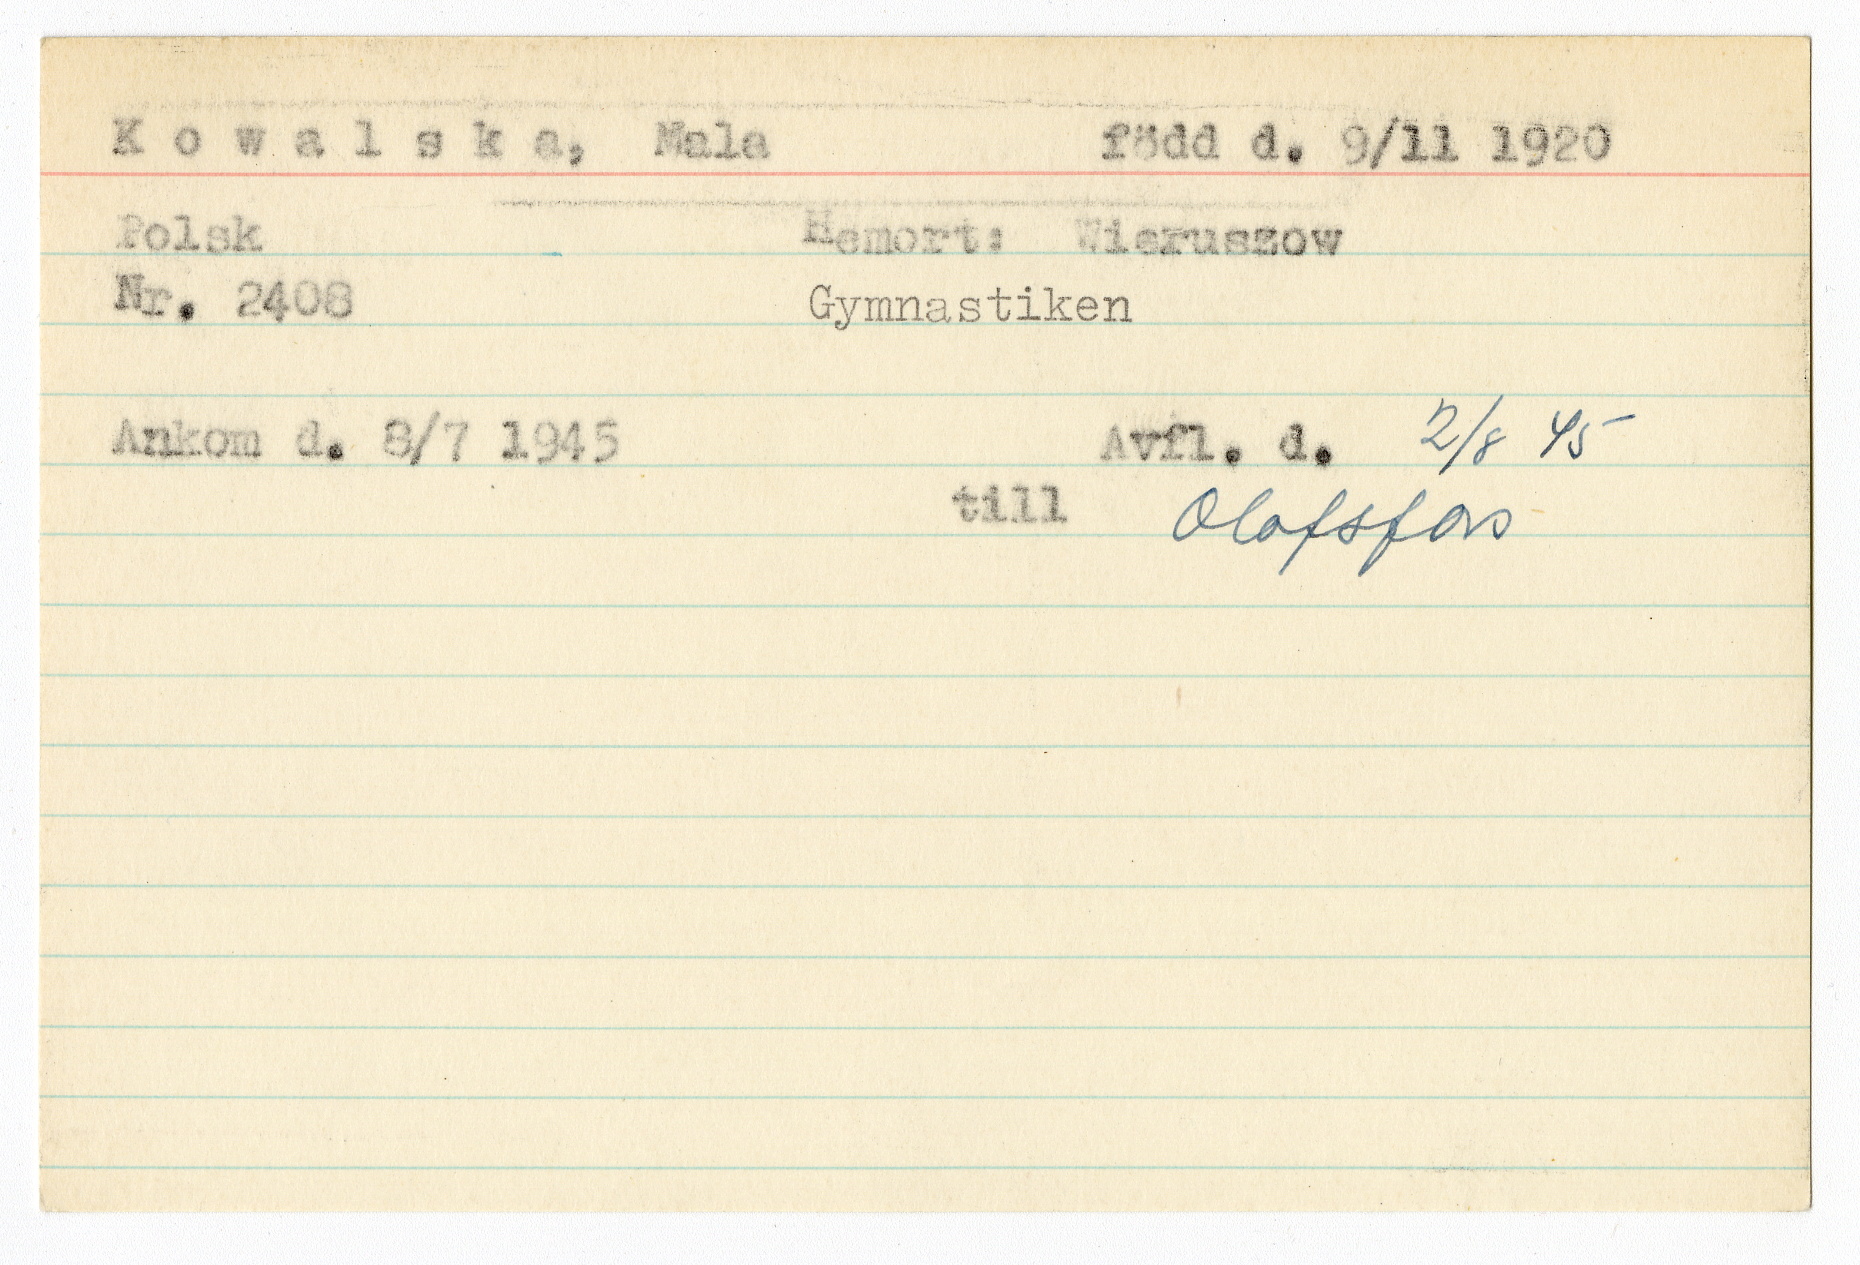 K o w a l s k a, Mala född d. 9/11 1920
Polsk Hemort: Wieruszow
Nr. 2408 Gymnastiken
Ankom d. 8/7 1945 Avfl. d. 2/8 45
till Olofsfors